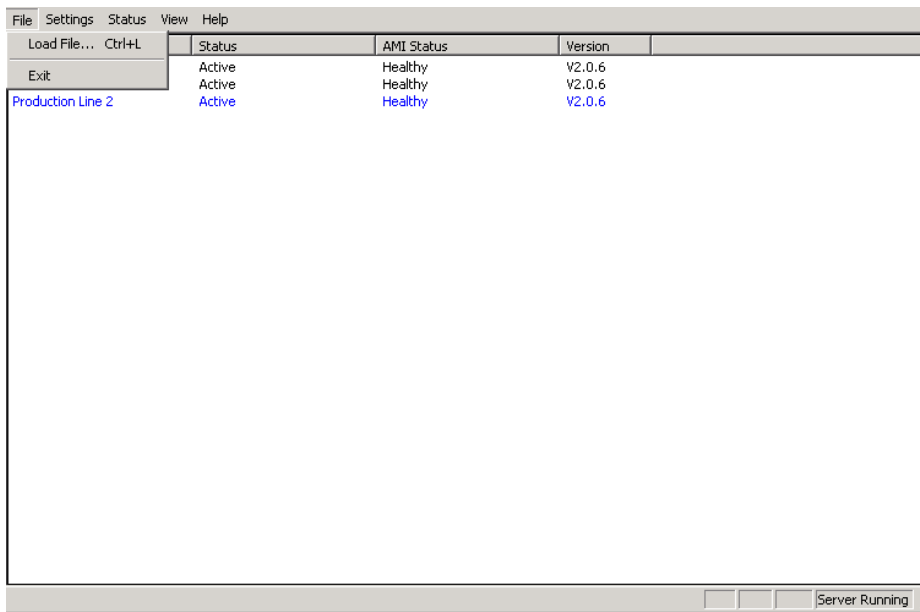 File Settings Status View Help
Load File... Ctrl+L
Exit
Status AMI Status Version
Active Healthy V2.0.6
Active Healthy V2.0.6
Production Line 2 Active Healthy V2.0.6
Server Running